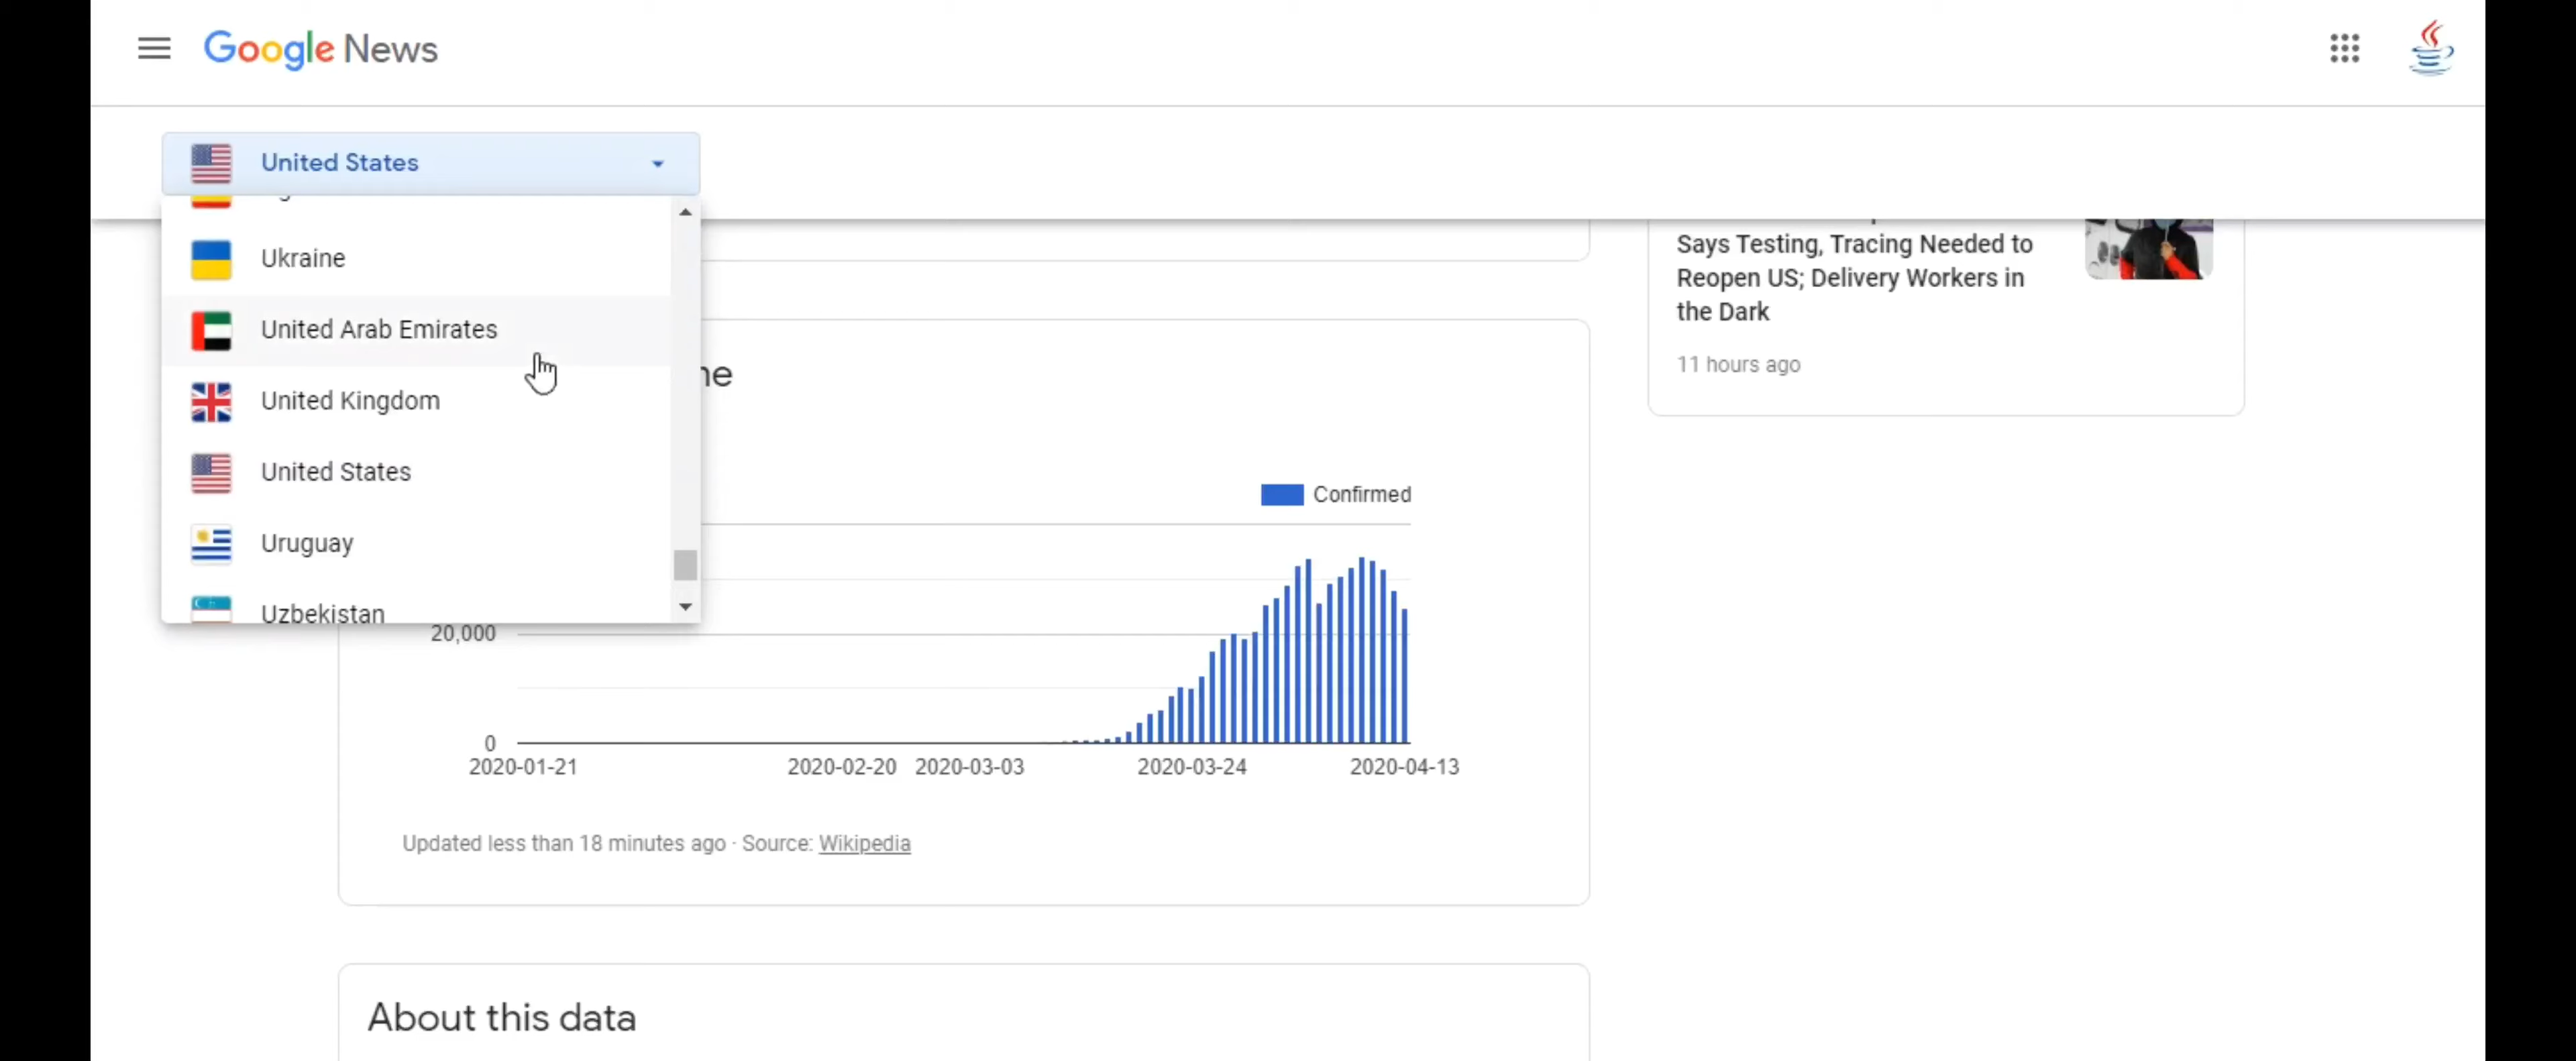 Google News
United States
Ukraine
United Arab Emirates
United Kingdom
United States
Uruguay
Uzbekistan
Says Testing, Tracing Needed to
Reopen US; Delivery Workers in
the Dark
11 hours ago
Confirmed
20,000
0
2020-01-21
2020-02-20
2020-03-03
2020-03-24
2020-04-13
Updated less than 18 minutes ago · Source: Wikipedia
About this data